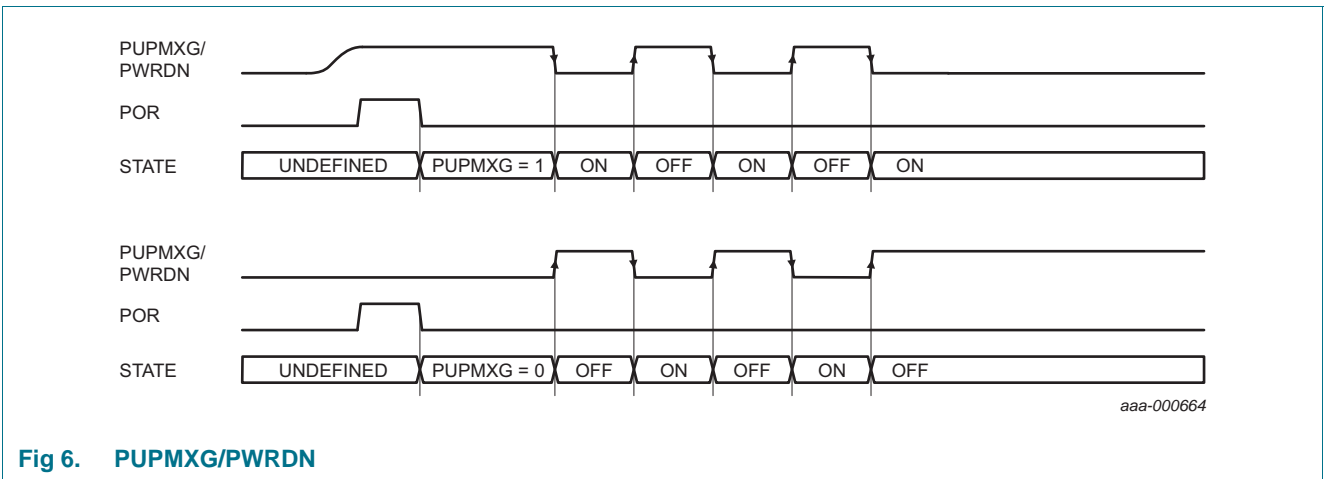 PUPMXG/
PWRDN
POR
STATE UNDEFINED PUPMXG = 1 ON OFF ON OFF ON
PUPMXG/
PWRDN
POR
STATE UNDEFINED PUPMXG = 0 OFF ON OFF ON OFF
aaa-000664
Fig 6. PUPMXG/PWRDN